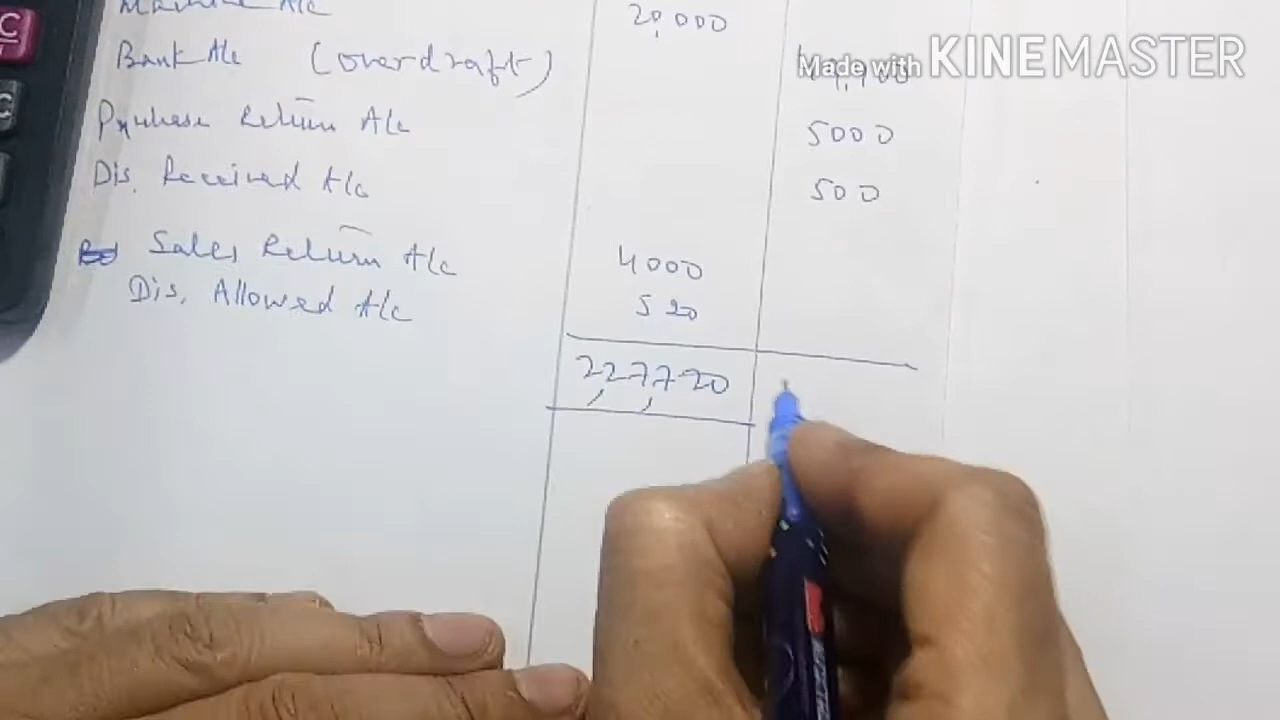 Machine A/c 20,000
Bank A/c (overdraft)
Made with KINEMASTER
Purchase Return A/c 5000
Dis. Received A/c 500
Sales Return A/c 4000
Dis. Allowed A/c 520
227720
C
C